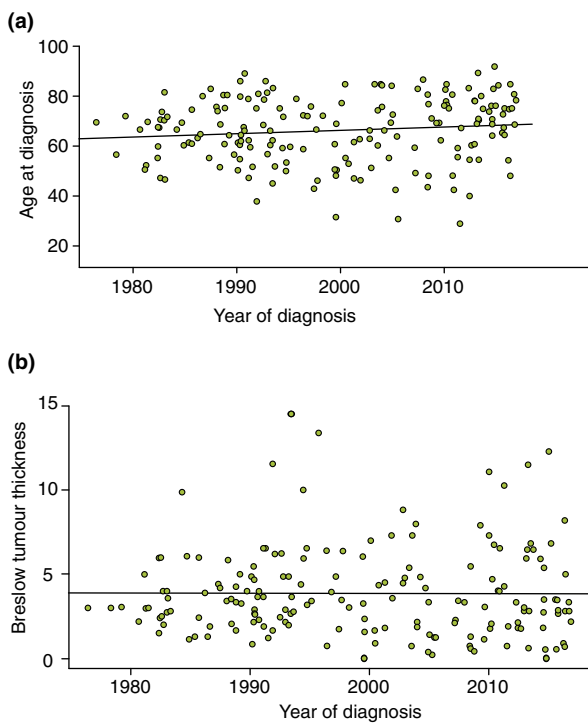 (a)
100
80
60
40
20
Age at diagnosis
1980 1990 2000 2010
Year of diagnosis
(b)
15
10
5
0
Breslow tumour thickness
1980 1990 2000 2010
Year of diagnosis